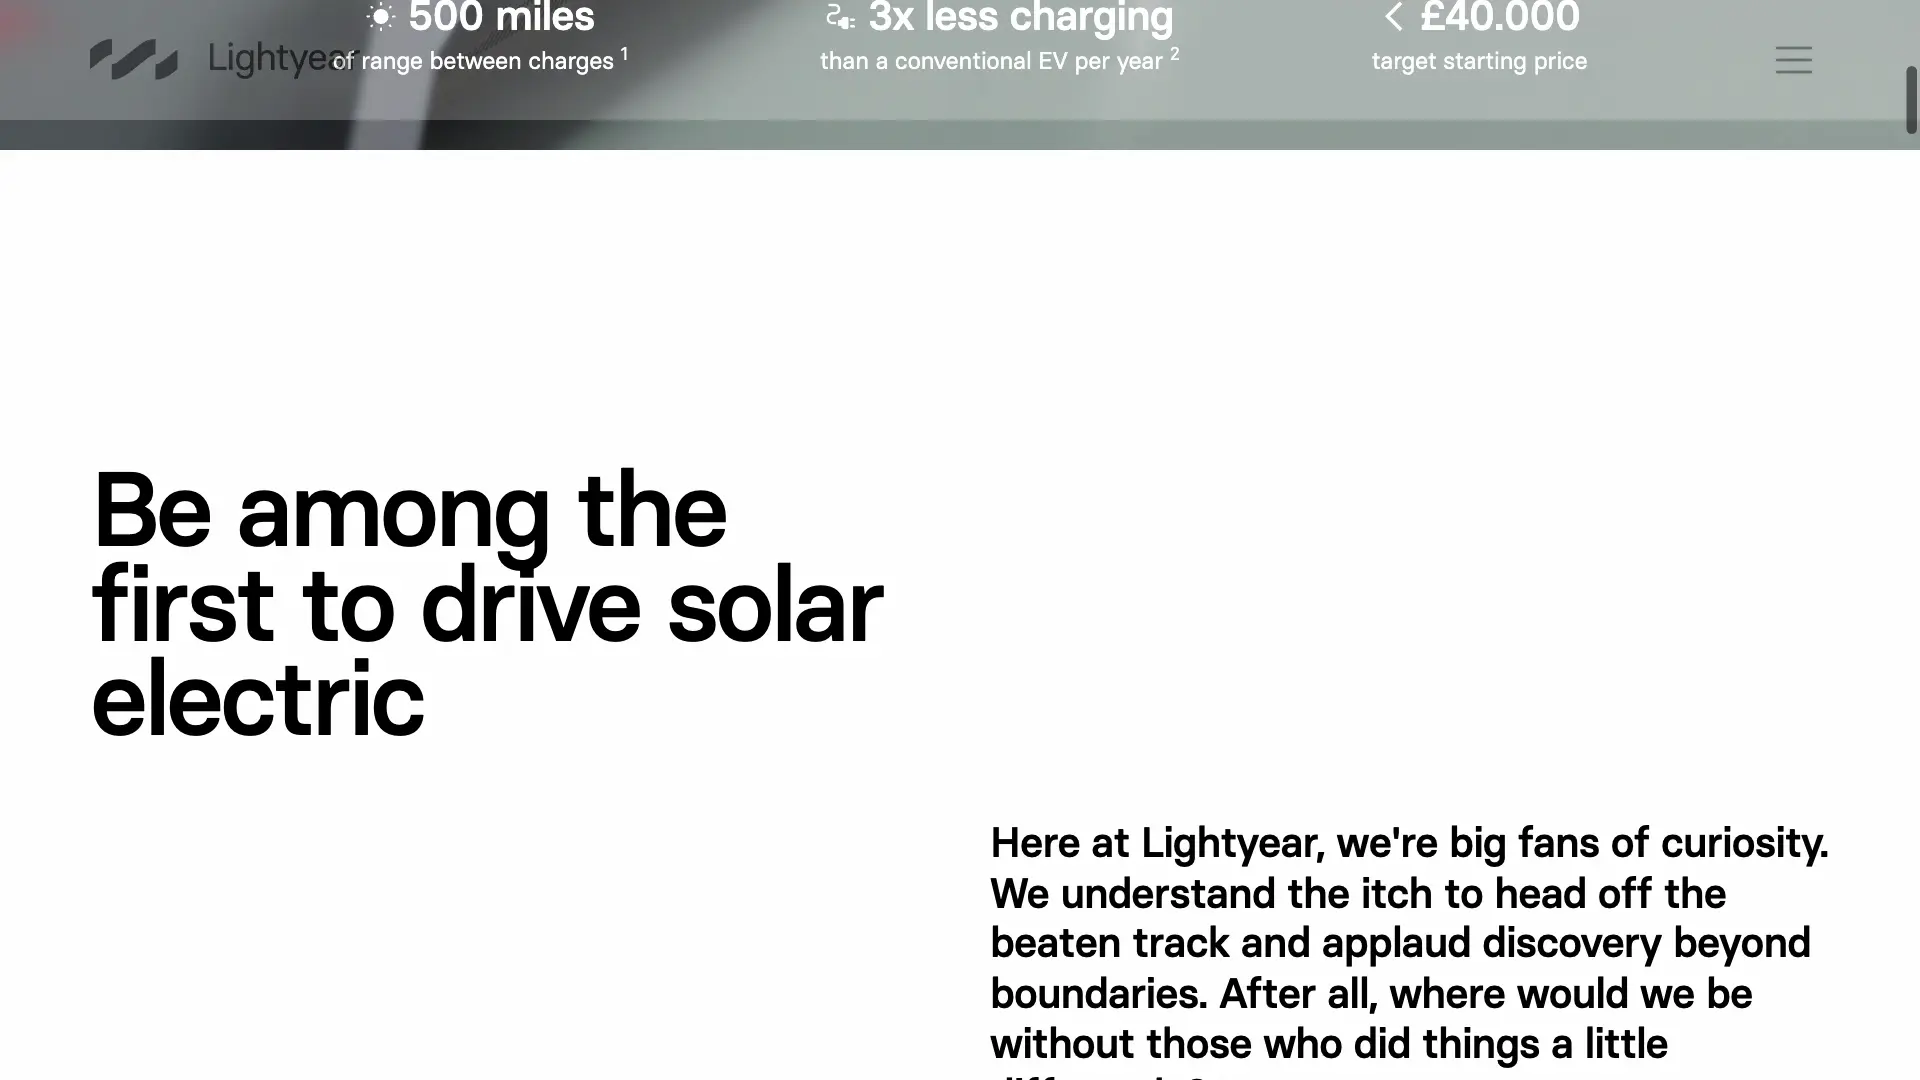 500 miles
of range between charges 1
3x less charging
than a conventional EV per year 2
< £40.000
target starting price
Lightyear
Be among the
first to drive solar
electric
Here at Lightyear, we're big fans of curiosity.
We understand the itch to head off the
beaten track and applaud discovery beyond
boundaries. After all, where would we be
without those who did things a little